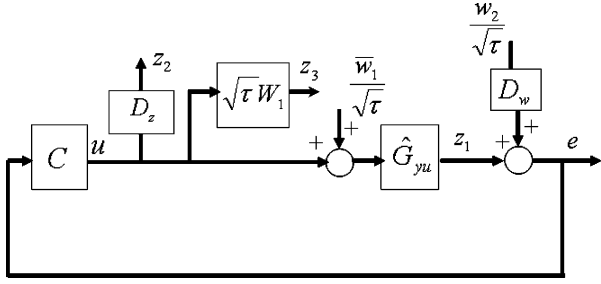 w₂
√τ
z₂
z₃
w̅₁
√τ
D_z
√τ W₁
D_w
+
+
C
u
+
+
Ĝ_yu
z₁
+
+
e